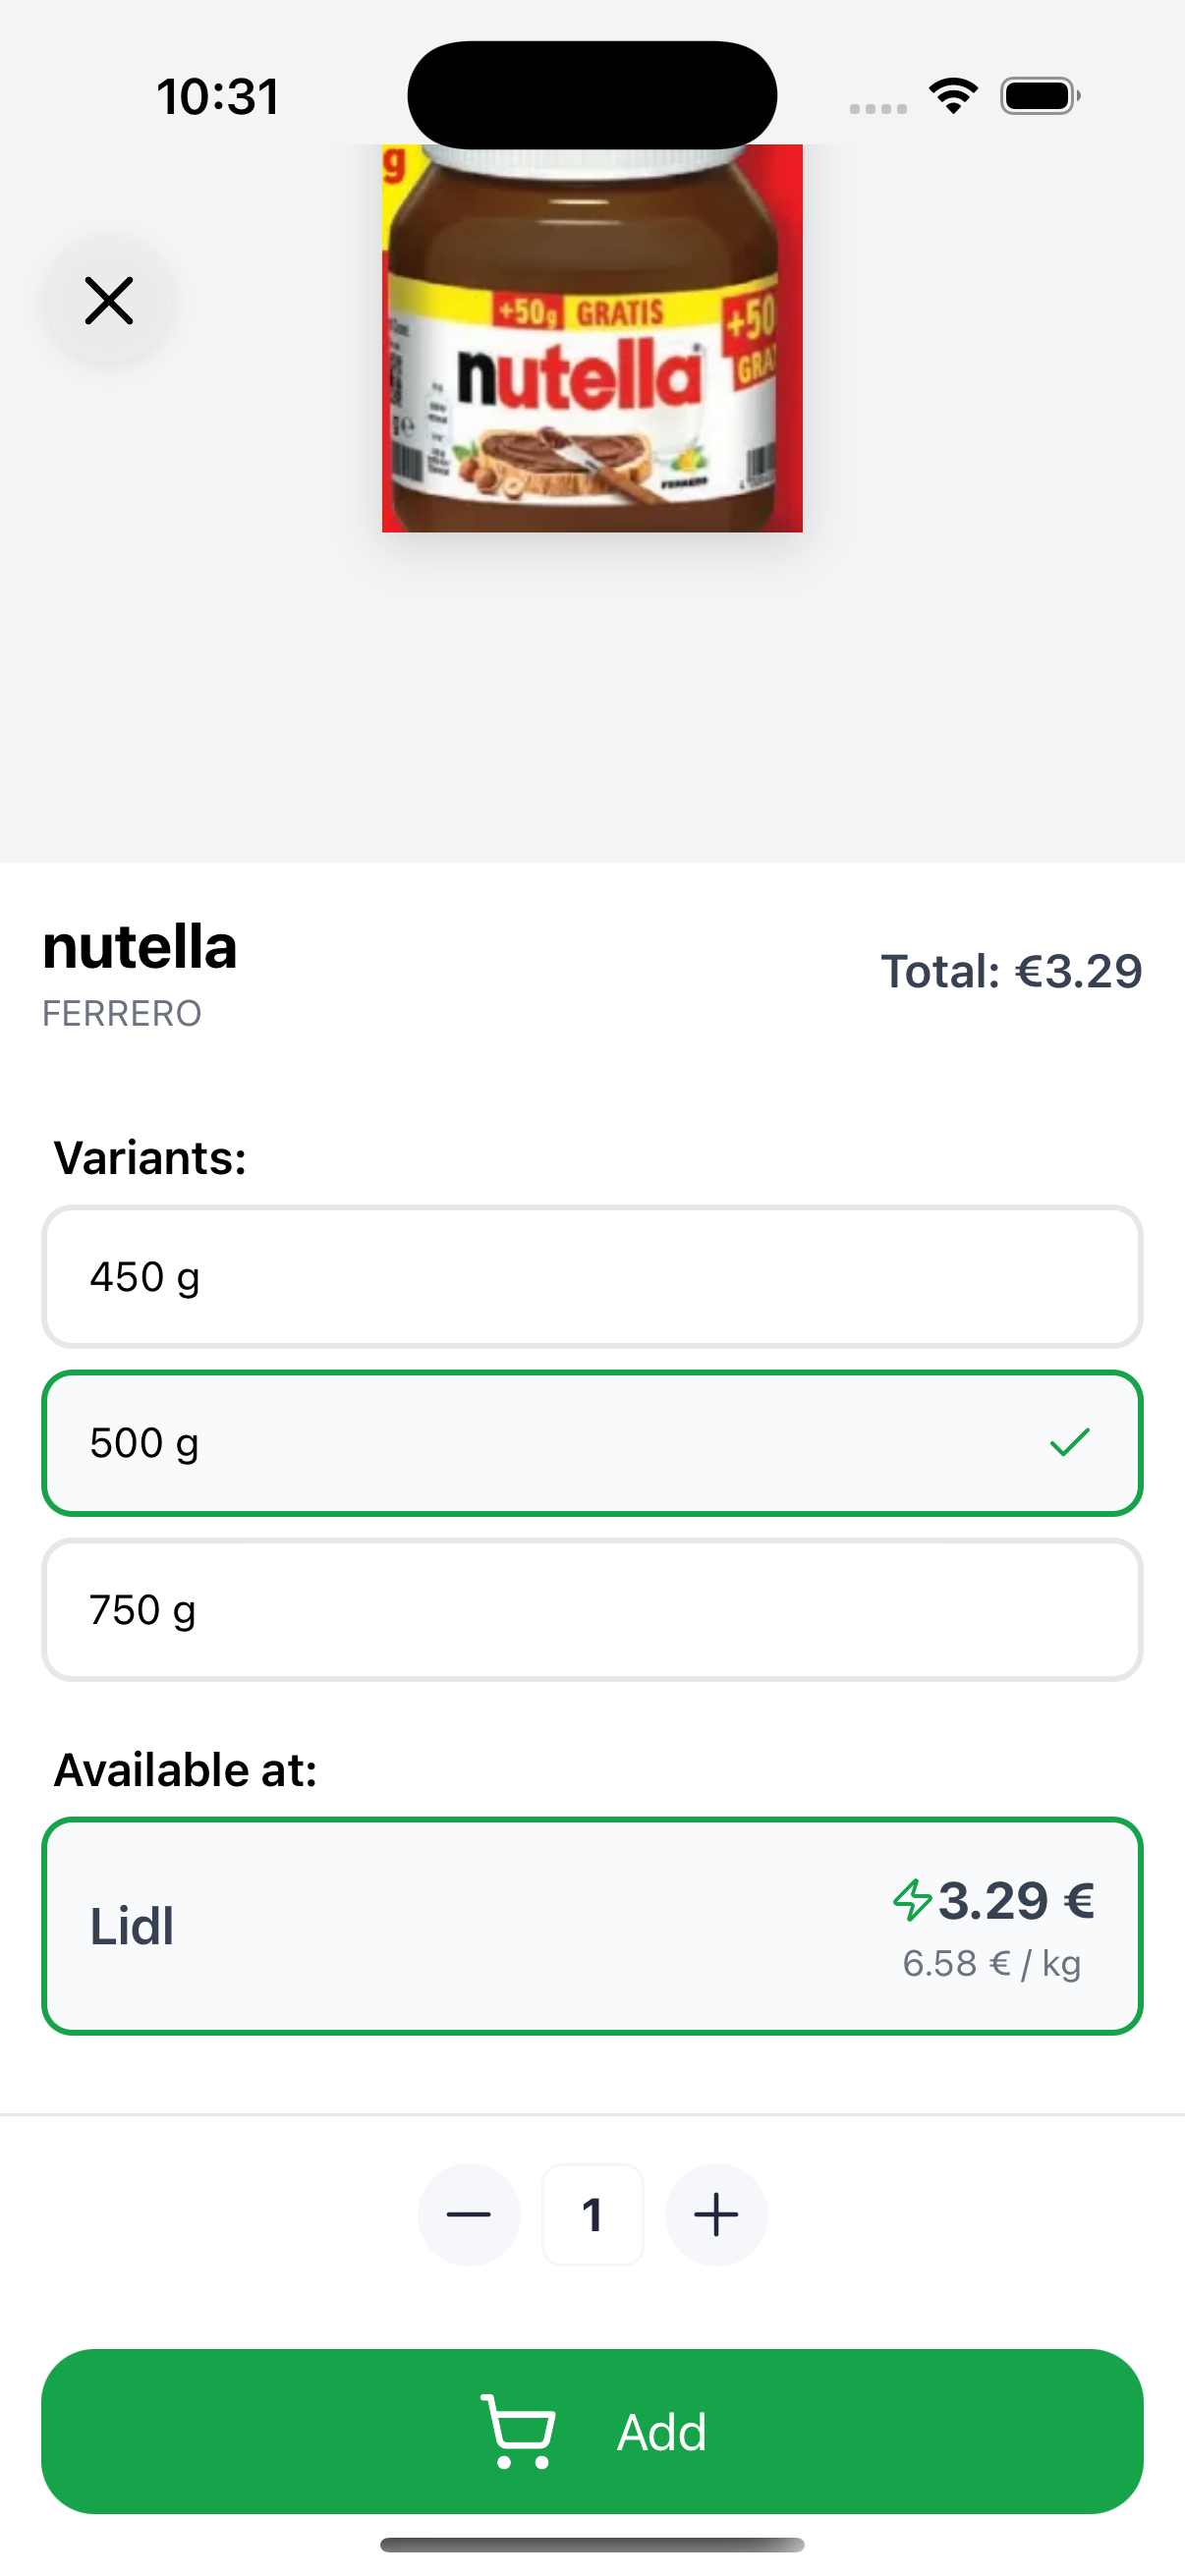 10:31
g
+50g GRATIS
+50
GRA
nutella
FERRERO
nutella
Total: €3.29
FERRERO
Variants:
450 g
500 g
750 g
Available at:
Lidl
3.29 €
6.58 € / kg
1
Add